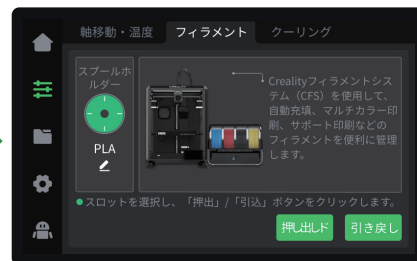 軸移動・温度 フィラメント クーリング
スプールホ
ルダー
PLA
Crealityフィラメントシス
テム（CFS）を使用して、
自動充填、マルチカラー印
刷、サポート印刷などの
フィラメントを便利に管理
します。
●スロットを選択し、「押出」/「引込」ボタンをクリックします。
押し出しド 引き戻し